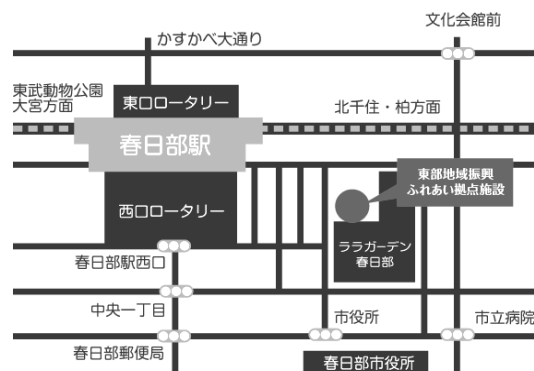 文化会館前
かすかべ大通り
東武動物公園
大宮方面
東口ロータリー
北千住・柏方面
春日部駅
東部地域振興
ふれあい拠点施設
西口ロータリー
ララガーデン
春日部
春日部駅西口
中央一丁目
市役所
市立病院
春日部郵便局
春日部市役所